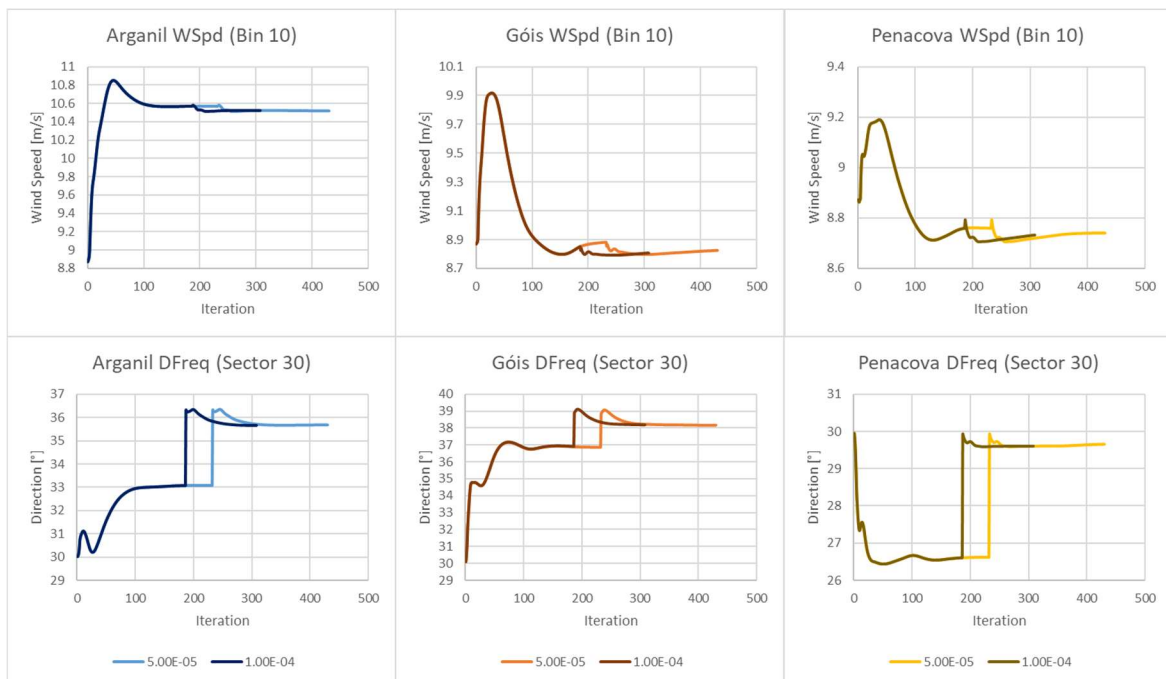 Arganil WSpd (Bin 10)
Wind Speed [m/s]
11
10.8
10.6
10.4
10.2
10
9.8
9.6
9.4
9.2
9
8.8
0 100 200 300 400 500
Iteration
Góis WSpd (Bin 10)
Wind Speed [m/s]
10.1
9.9
9.7
9.5
9.3
9.1
8.9
8.7
0 100 200 300 400 500
Iteration
Penacova WSpd (Bin 10)
Wind Speed [m/s]
9.4
9.2
9
8.8
8.6
0 100 200 300 400 500
Iteration
Arganil DFreq (Sector 30)
Direction [°]
37
36
35
34
33
32
31
30
29
0 100 200 300 400 500
Iteration
5.00E-05 1.00E-04
Góis DFreq (Sector 30)
Direction [°]
40
39
38
37
36
35
34
33
32
31
30
29
0 100 200 300 400 500
Iteration
5.00E-05 1.00E-04
Penacova DFreq (Sector 30)
Direction [°]
31
30
29
28
27
26
0 100 200 300 400 500
Iteration
5.00E-05 1.00E-04